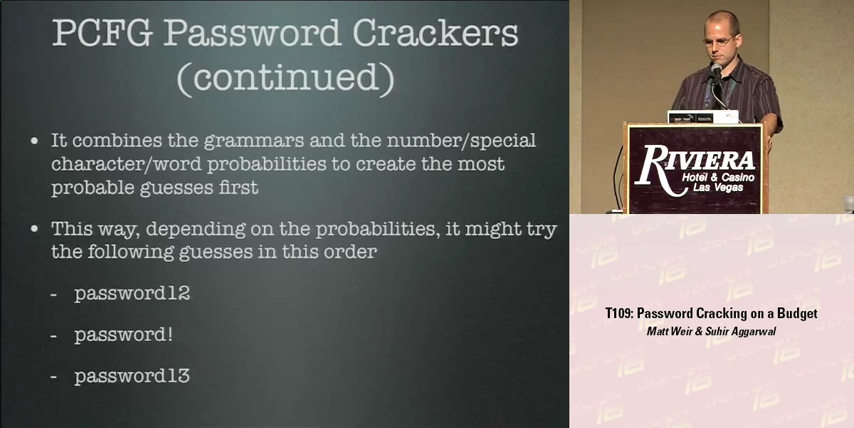 PCFG Password Crackers
(continued)
• It combines the grammars and the number/special
character/word probabilities to create the most
probable guesses first
• This way, depending on the probabilities, it might try
the following guesses in this order
- password12
- password!
- password13
RIVIERA
Hotel & Casino
Las Vegas
T109: Password Cracking on a Budget
Matt Weir & Suhir Aggarwal